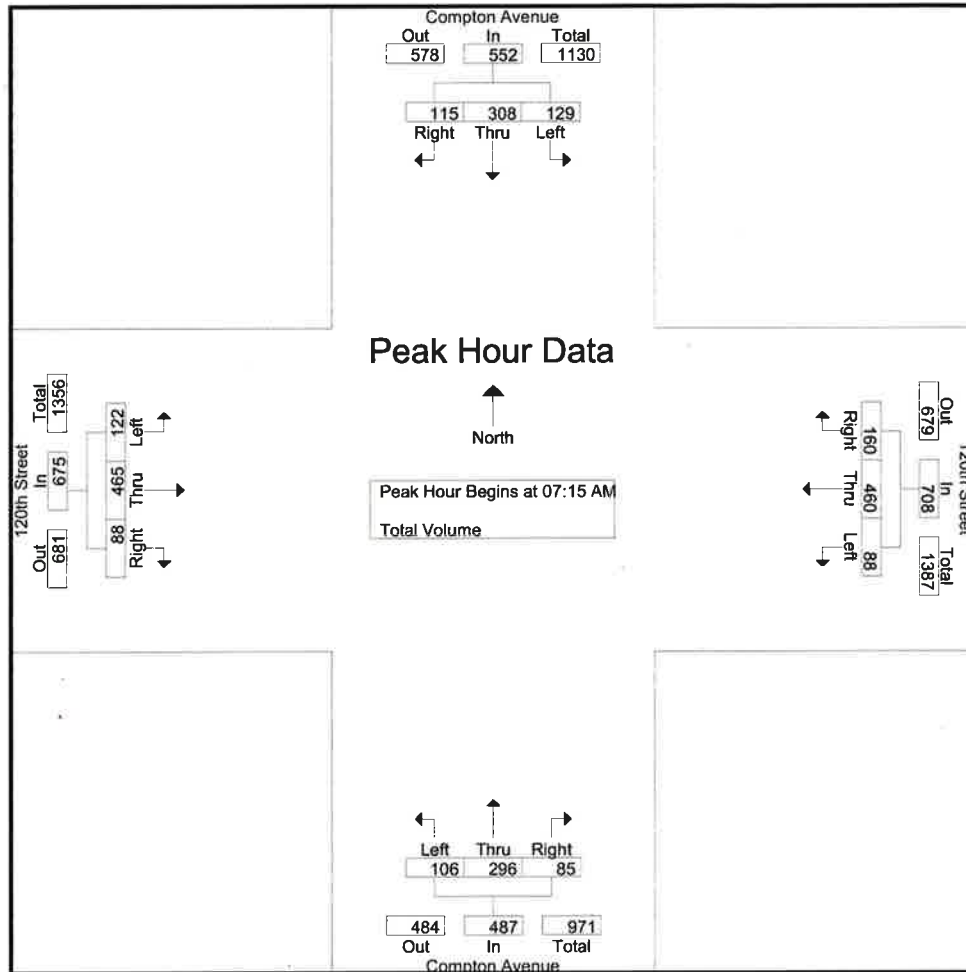 Compton Avenue
Out In Total
578 552 1130
115 308 129
Right Thru Left
Peak Hour Data
North
Peak Hour Begins at 07:15 AM
Total Volume
120th Street
Total In Out
1356 675 681
122 465 88
Left Thru Right
Right Thru Left
160 460 88
Out In Total
679 708 1387
120th Street
Left Thru Right
106 296 85
484 487 971
Out In Total
Compton Avenue